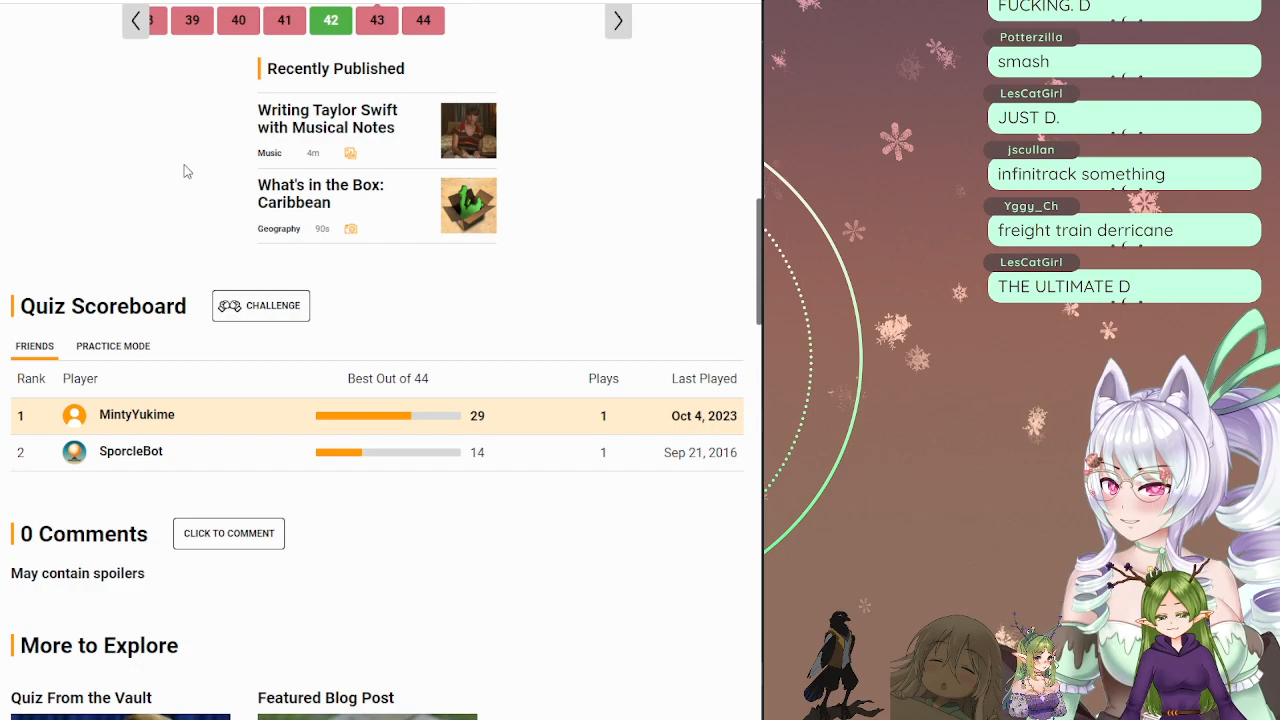 39 40 41 42 43 44
Recently Published
Writing Taylor Swift
with Musical Notes
Music 4m
What's in the Box:
Caribbean
Geography 90s
Quiz Scoreboard
CHALLENGE
FRIENDS PRACTICE MODE
Rank Player Best Out of 44 Plays Last Played
1 MintyYukime 29 1 Oct 4, 2023
2 SporcleBot 14 1 Sep 21, 2016
0 Comments
CLICK TO COMMENT
May contain spoilers
More to Explore
Quiz From the Vault
Featured Blog Post
FUCKING. D
Potterzilla
smash
LesCatGirl
JUST D.
jscullan
infinitrack something
Yggy_Ch
freight train derricane
LesCatGirl
THE ULTIMATE D